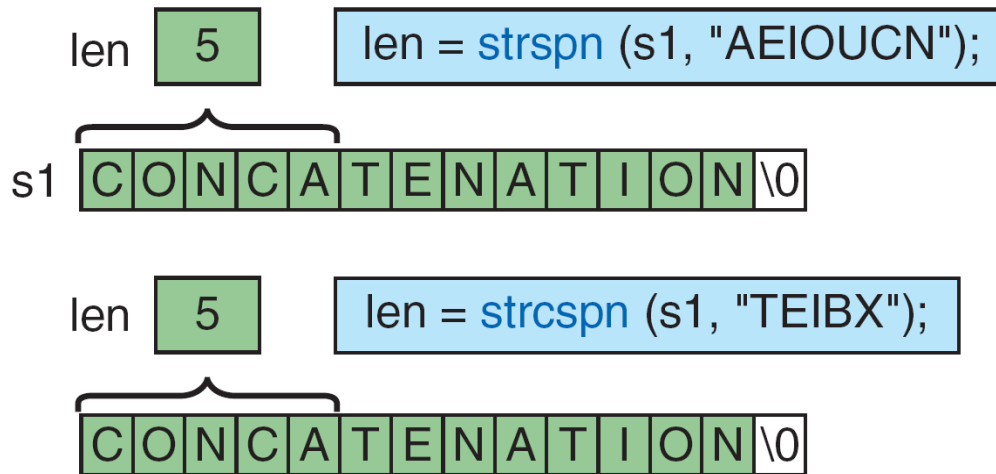 len 5 len = strspn (s1, "AEIOUCN");
s1 C O N C A T E N A T I O N \0
len 5 len = strcspn (s1, "TEIBX");
C O N C A T E N A T I O N \0